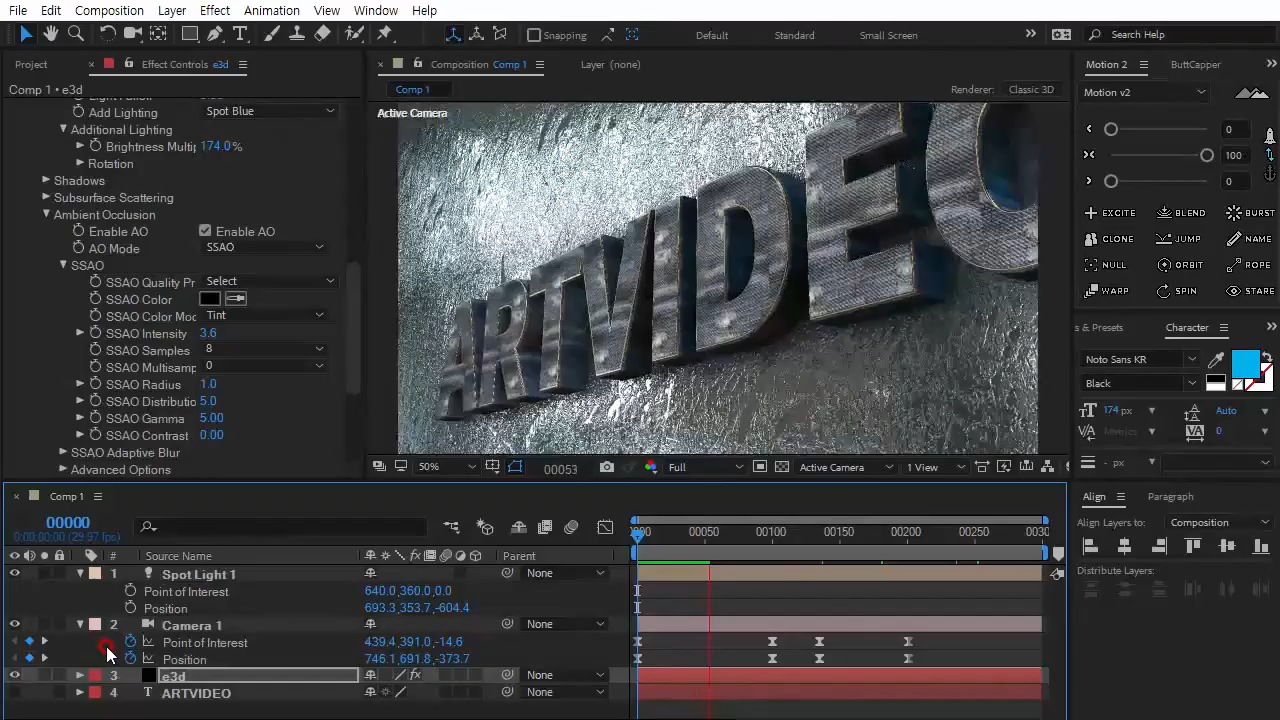 File Edit Composition Layer Effect Animation View Window Help
Snapping Default Standard Small Screen Search Help
Project Effect Controls e3d Composition Comp 1 Layer (none) Motion 2 ButtCapper
Comp 1 • e3d Comp 1 Renderer: Classic 3D Motion v2
Active Camera
Add Lighting Spot Blue
Additional Lighting
Brightness Multip 174.0%
Rotation
Shadows
Subsurface Scattering
Ambient Occlusion
Enable AO Enable AO
AO Mode SSAO
SSAO
SSAO Quality Pr Select
SSAO Color
SSAO Color Moc Tint
SSAO Intensity 3.6
SSAO Samples 8
SSAO Multisamp 0
SSAO Radius 1.0
SSAO Distributic 5.0
SSAO Gamma 5.00
SSAO Contrast 0.00
SSAO Adaptive Blur
Advanced Options
ARTVIDEO
50% 00053 Full Active Camera 1 View
0
100
0
EXCITE BLEND BURST
CLONE JUMP NAME
NULL ORBIT ROPE
WARP SPIN STARE
s & Presets Character
Noto Sans KR
Black
174 px Auto
Metrics 0
- px
Align Paragraph
Align Layers to: Composition
Distribute Layers:
Comp 1
00000
0:00:00:00 (29.97 fps)
00050 00100 00150 00200 00250
# Source Name Parent
1 Spot Light 1 None
Point of Interest 640.0,360.0,0.0
Position 693.3,353.7,-604.4
2 Camera 1 None
Point of Interest 439.4,391.0,-14.6
Position 746.1,691.8,-373.7
3 e3d fx None
4 T ARTVIDEO None